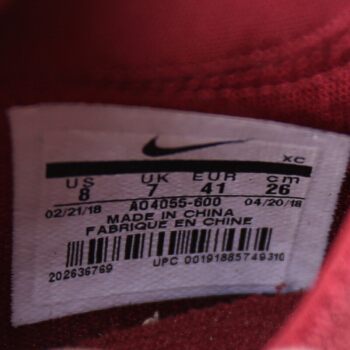 XC
US UK EUR cm
8 7 41 26
02/21/18 AO4055-600 04/20/18
MADE IN CHINA
FABRIQUE EN CHINE
202636769 UPC 00191885749310